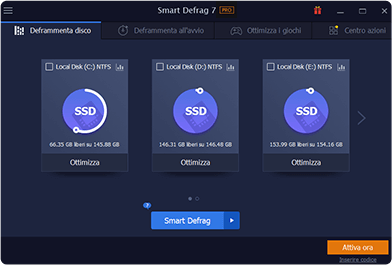 Smart Defrag 7 PRO
Deframmenta disco
Deframmenta all'avvio
Ottimizza i giochi
Centro azioni
Local Disk (C:) NTFS
SSD
66.35 GB liberi su 145.88 GB
Ottimizza
Local Disk (D:) NTFS
SSD
146.31 GB liberi su 146.48 GB
Ottimizza
Local Disk (E:) NTFS
SSD
153.99 GB liberi su 154.16 GB
Ottimizza
?
Smart Defrag
Attiva ora
Inserire codice